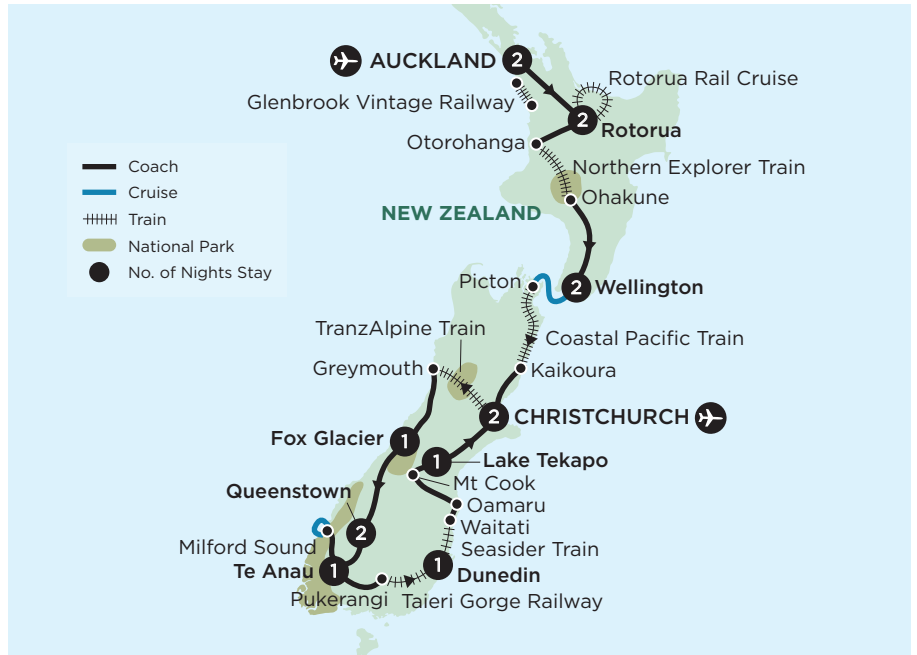 AUCKLAND
2
Rotorua Rail Cruise
Glenbrook Vintage Railway
2
Rotorua
Otorohanga
Northern Explorer Train
Ohakune
Coach
Cruise
Train
National Park
No. of Nights Stay
NEW ZEALAND
Picton
2
Wellington
TranzAlpine Train
Coastal Pacific Train
Greymouth
Kaikoura
2
CHRISTCHURCH
Fox Glacier
1
1
Lake Tekapo
Mt Cook
Queenstown
Oamaru
2
Waitati
Milford Sound
Seasider Train
Te Anau
1
1
Dunedin
Pukerangi
Taieri Gorge Railway